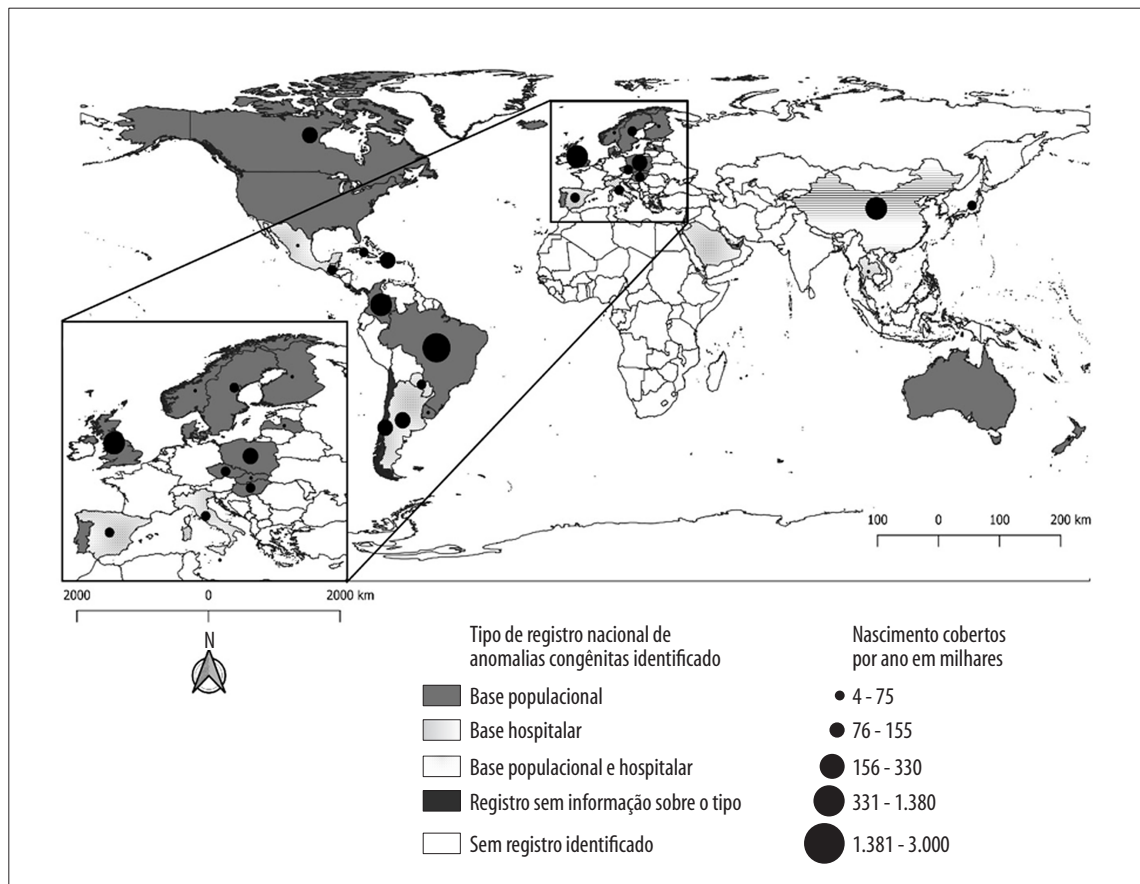 100 0 100 200 km
2000 0 2000 km
N
Tipo de registro nacional de
anomalias congênitas identificado
Base populacional
Base hospitalar
Base populacional e hospitalar
Registro sem informação sobre o tipo
Sem registro identificado
Nascimento cobertos
por ano em milhares
4 - 75
76 - 155
156 - 330
331 - 1.380
1.381 - 3.000